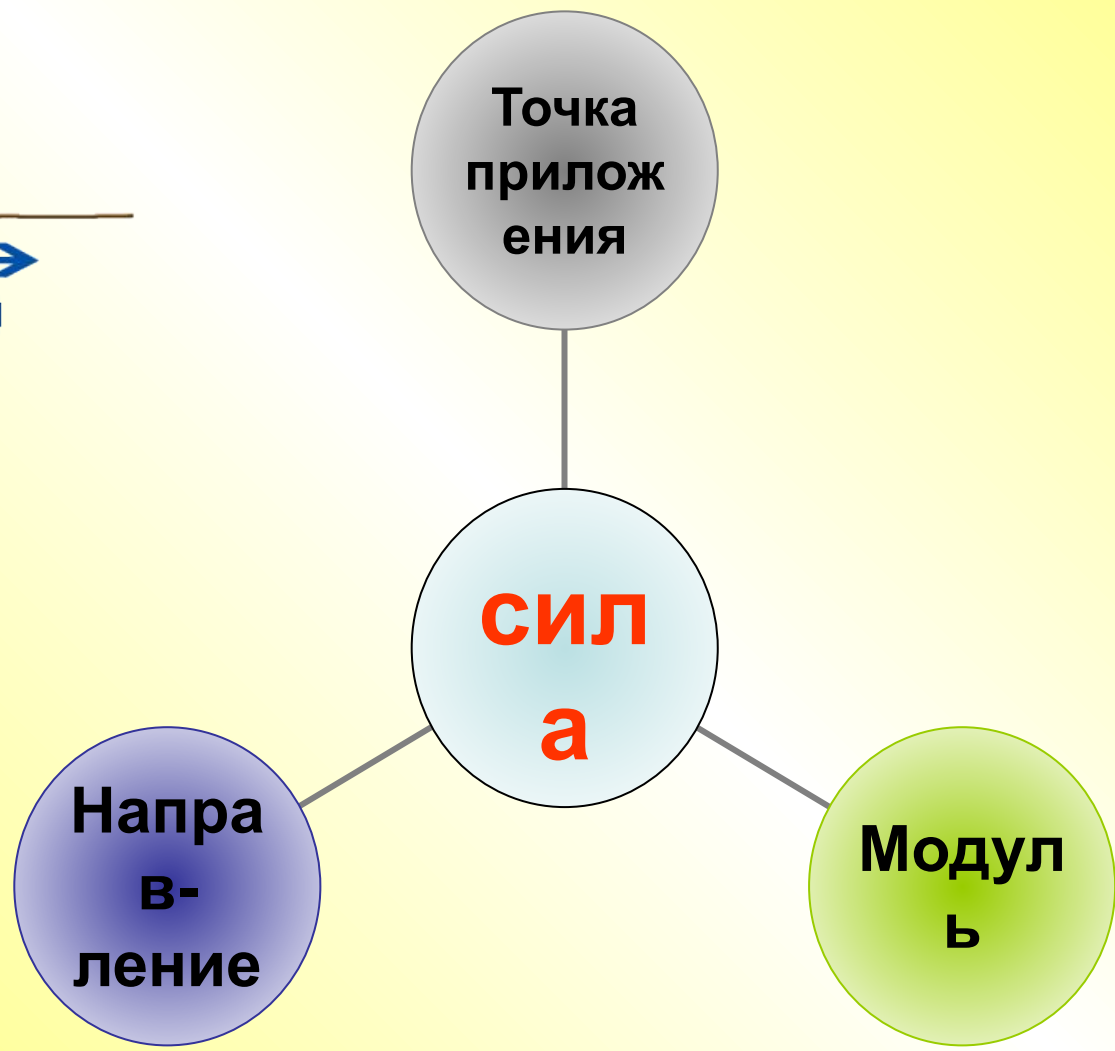 Точка
прилож
ения
сил
а
Напра
в-
ление
Модул
ь